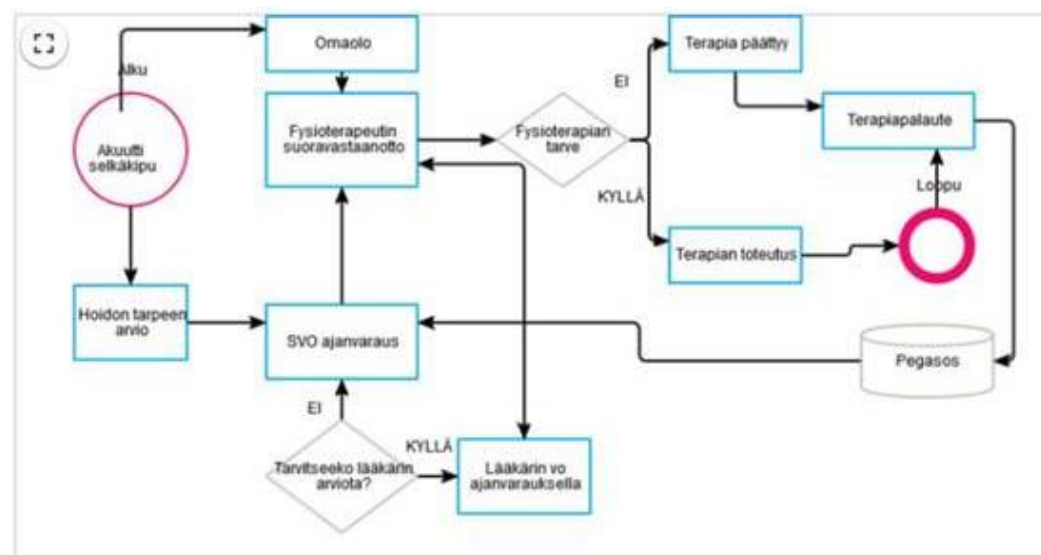 Omaolo
Terapia päättyy
Alku
EI
Fysioterapeutin
suoravastaanotto
Fysioterapian
tarve
Terapiapalaute
Akuutti
selkäkipu
KYLLÄ
Loppu
Terapian toteutus
Hoidon tarpeen
arvio
SVO ajanvaraus
Pegasos
EI
KYLLÄ
Tarvitseeko lääkärin
arviota?
Lääkärin vo
ajanvarauksella